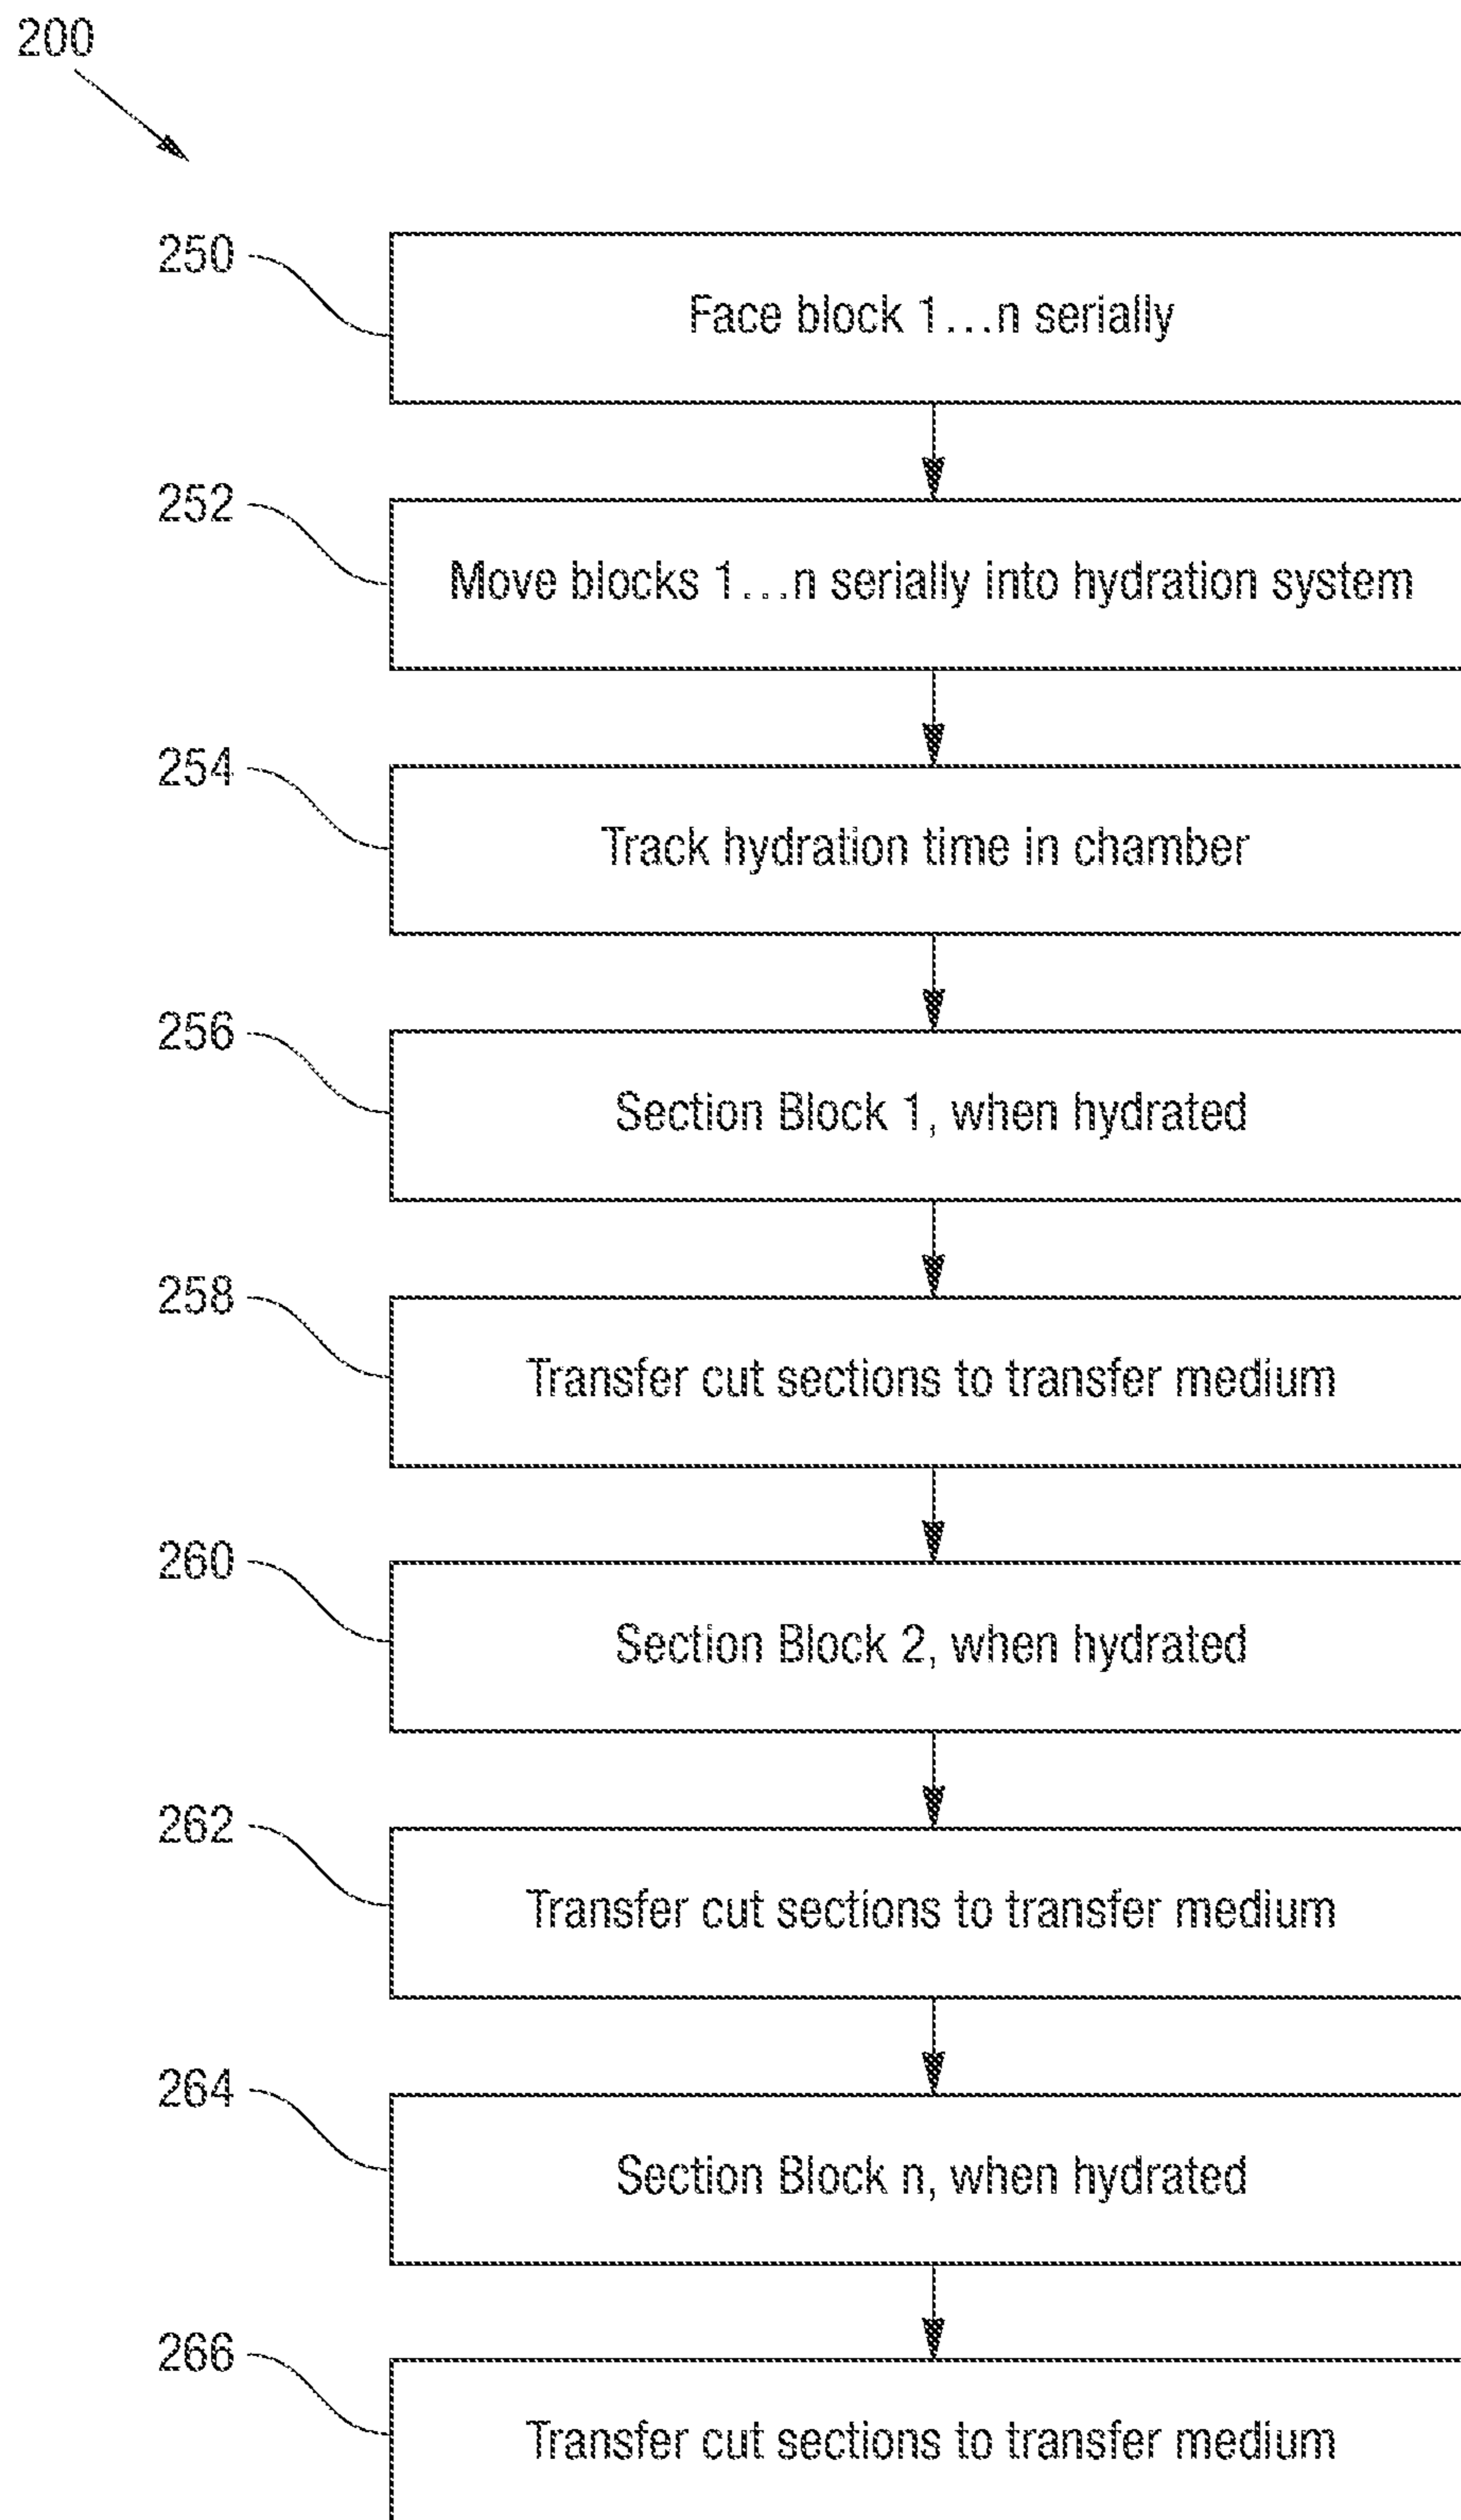 200
250
Face block 1...n serially
252
Move blocks 1...n serially into hydration system
254
Track hydration time in chamber
256
Section Block 1, when hydrated
258
Transfer cut sections to transfer medium
260
Section Block 2, when hydrated
262
Transfer cut sections to transfer medium
264
Section Block n, when hydrated
266
Transfer cut sections to transfer medium